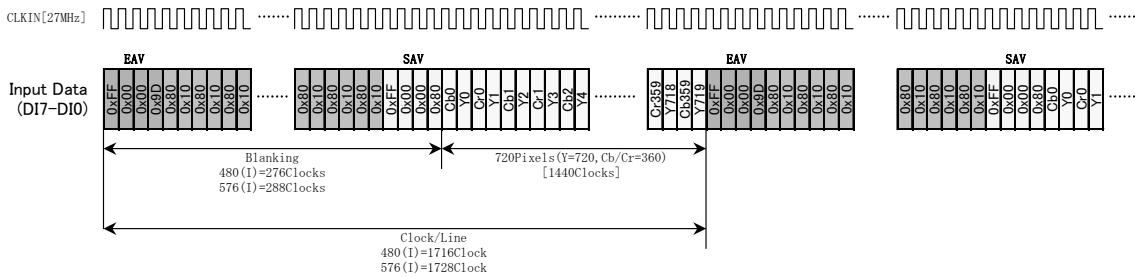 CLKIN[27MHz]
EAV SAV EAV SAV
Input Data
(DI7-DI0)
0xFF 0x00 0x00 0x9D 0x80 0x10 0x80 0x10 0x80 0x10
0x80 0x10 0x80 0x10 0x80 0x10 0xFF 0x00 0x00 0x80 Cb0 Y0 Cr0 Y1 Cb1 Y2 Cr1 Y3 Cb2 Y4
Cr359 Y718 Cb359 Y719 0xFF 0x00 0x00 0x9D 0x80 0x10 0x80 0x10 0x80 0x10
0x80 0x10 0x80 0x10 0x80 0x10 0xFF 0x00 0x00 0x80 Cb0 Y0 Cr0 Y1
Blanking
480(I)=276Clocks
576(I)=288Clocks
720Pixels(Y=720,Cb/Cr=360)
[1440Clocks]
Clock/Line
480(I)=1716Clock
576(I)=1728Clock